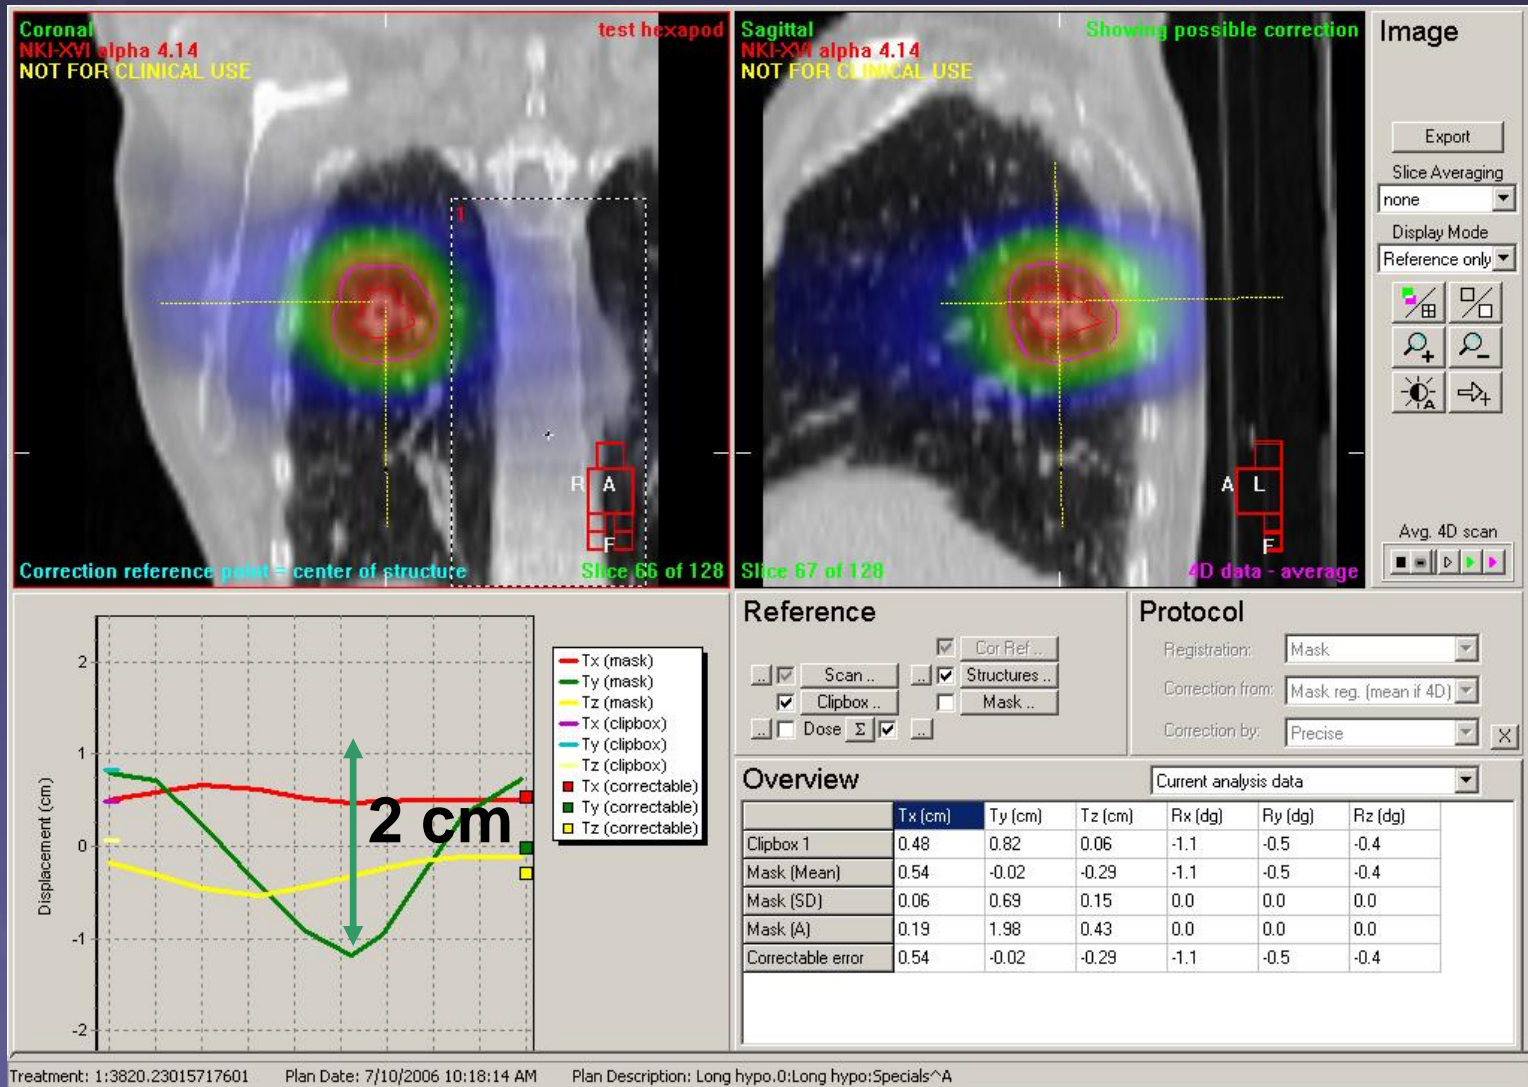 Coronal
NKI-XVI alpha 4.14
NOT FOR CLINICAL USE
test hexapod
1
R A
F
Correction reference point = center of structure
Slice 66 of 128
Sagittal
NKI-XVI alpha 4.14
NOT FOR CLINICAL USE
Showing possible correction
A L
F
Slice 67 of 128
4D data - average
Image
Export
Slice Averaging
none
Display Mode
Reference only
A
Avg. 4D scan
Displacement (cm)
2
1
0
-1
-2
2 cm
Tx (mask)
Ty (mask)
Tz (mask)
Tx (clipbox)
Ty (clipbox)
Tz (clipbox)
Tx (correctable)
Ty (correctable)
Tz (correctable)
Reference
Cor Ref ..
.. Scan .. .. Structures ..
Clipbox .. Mask ..
.. Dose Σ ..
Protocol
Registration: Mask
Correction from: Mask reg. (mean if 4D)
Correction by: Precise X
Overview
Current analysis data
Tx (cm) Ty (cm) Tz (cm) Rx (dg) Ry (dg) Rz (dg)
Clipbox 1 0.48 0.82 0.06 -1.1 -0.5 -0.4
Mask (Mean) 0.54 -0.02 -0.29 -1.1 -0.5 -0.4
Mask (SD) 0.06 0.69 0.15 0.0 0.0 0.0
Mask (A) 0.19 1.98 0.43 0.0 0.0 0.0
Correctable error 0.54 -0.02 -0.29 -1.1 -0.5 -0.4
Treatment: 1:3820.23015717601 Plan Date: 7/10/2006 10:18:14 AM Plan Description: Long hypo.0:Long hypo:Specials^A